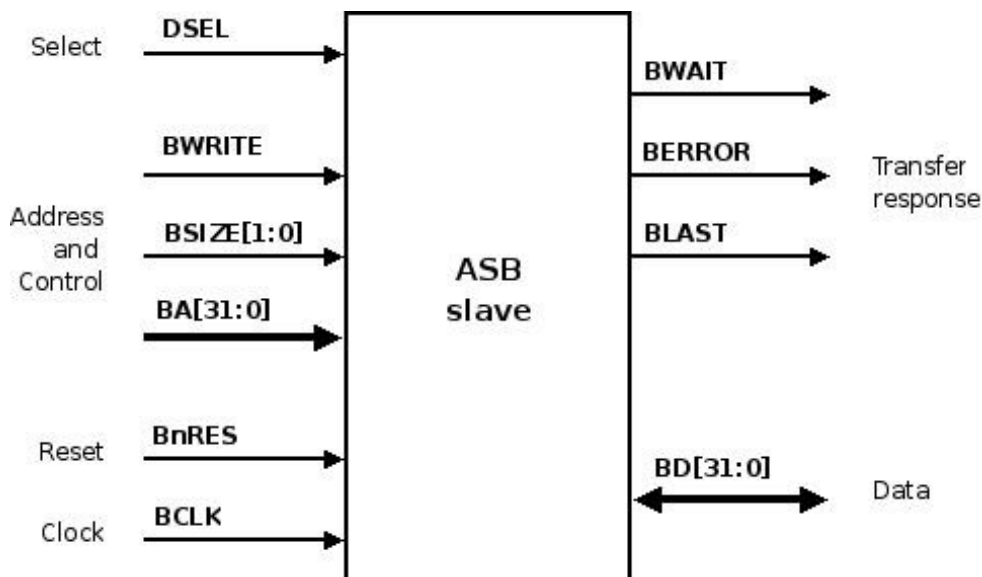 Select
DSEL
BWRITE
Address
and
Control
BSIZE[1:0]
BA[31:0]
Reset
BnRES
Clock
BCLK
ASB
slave
BWAIT
BERROR
BLAST
Transfer
response
BD[31:0]
Data